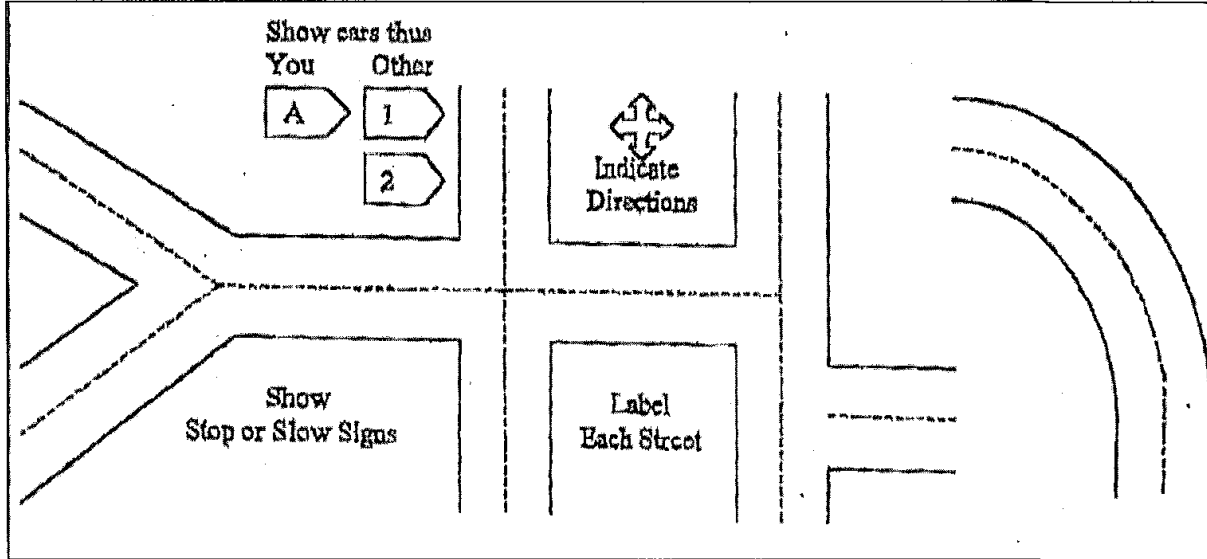 Show cars thus
You Other
A 1
2
Indicate
Directions
Show
Stop or Slow Signs
Label
Each Street